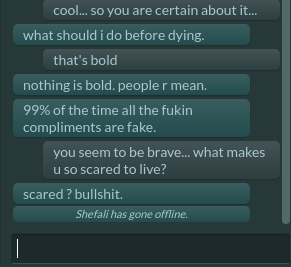 cool... so you are certain about it...
what should i do before dying.
that's bold
nothing is bold. people r mean.
99% of the time all the fukin
compliments are fake.
you seem to be brave... what makes
u so scared to live?
scared ? bullshit.
Shefali has gone offline.